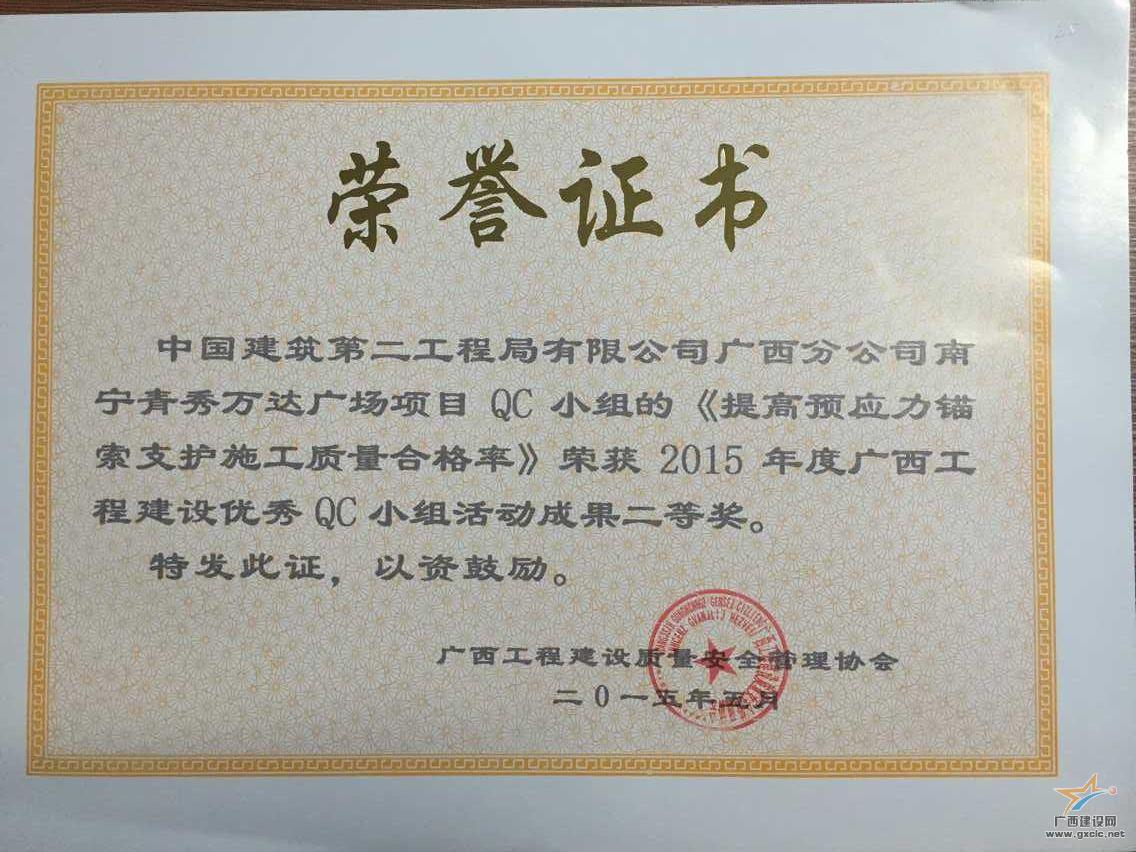 荣誉证书
中国建筑第二工程局有限公司广西分公司南
宁青秀万达广场项目 QC 小组的《提高预应力锚
索支护施工质量合格率》荣获 2015 年度广西工
程建设优秀 QC 小组活动成果二等奖。
特发此证，以资鼓励。
广西工程建设质量安全管理协会
二0一五年五月
广西建设网
www.gxcic.net